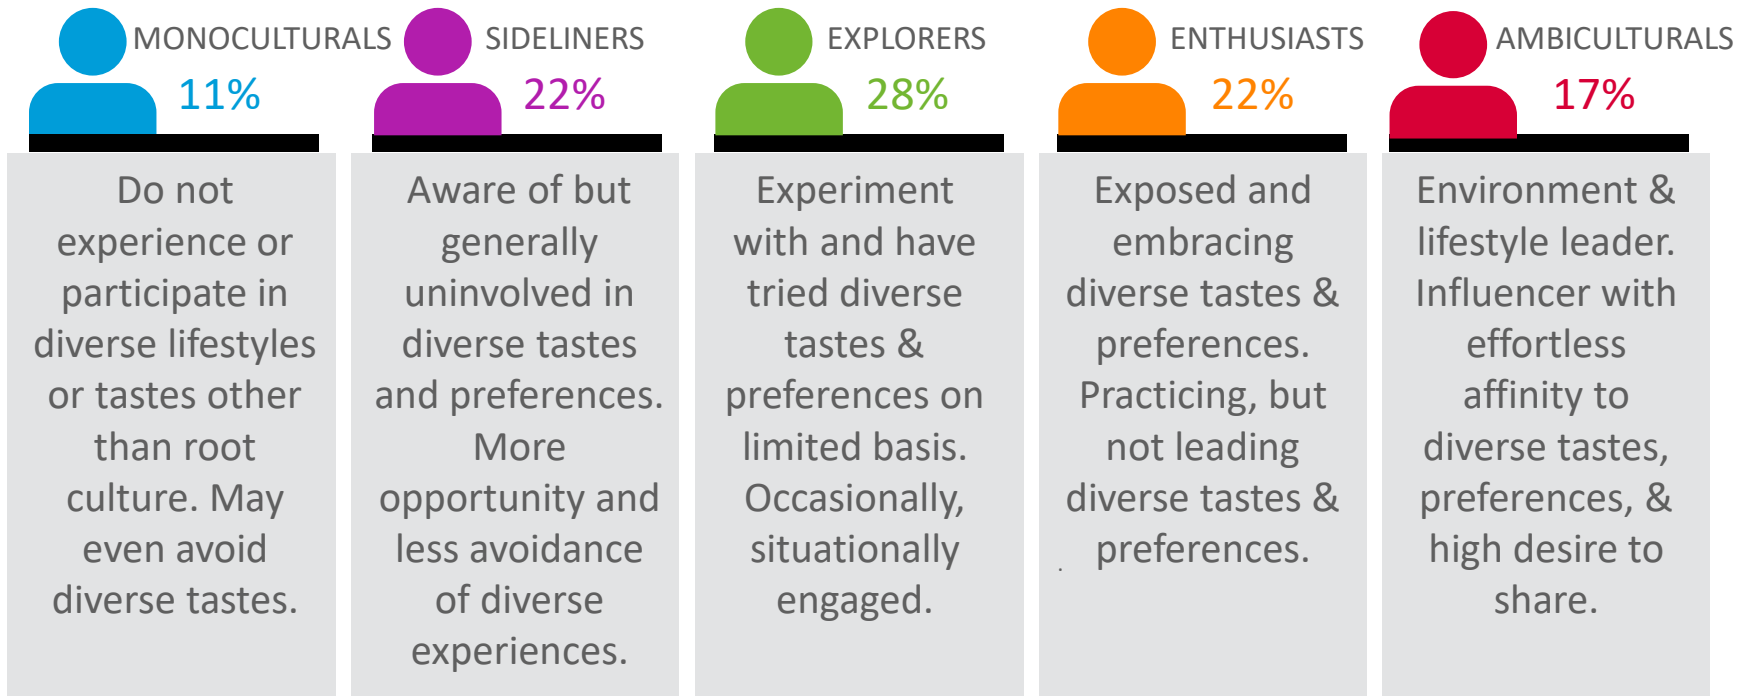 MONOCULTURALS
11%
Do not
experience or
participate in
diverse lifestyles
or tastes other
than root
culture. May
even avoid
diverse tastes.
SIDELINERS
22%
Aware of but
generally
uninvolved in
diverse tastes
and preferences.
More
opportunity and
less avoidance
of diverse
experiences.
EXPLORERS
28%
Experiment
with and have
tried diverse
tastes &
preferences on
limited basis.
Occasionally,
situationally
engaged.
ENTHUSIASTS
22%
Exposed and
embracing
diverse tastes &
preferences.
Practicing, but
not leading
diverse tastes &
preferences.
.
AMBICULTURALS
17%
Environment &
lifestyle leader.
Influencer with
effortless
affinity to
diverse tastes,
preferences, &
high desire to
share.